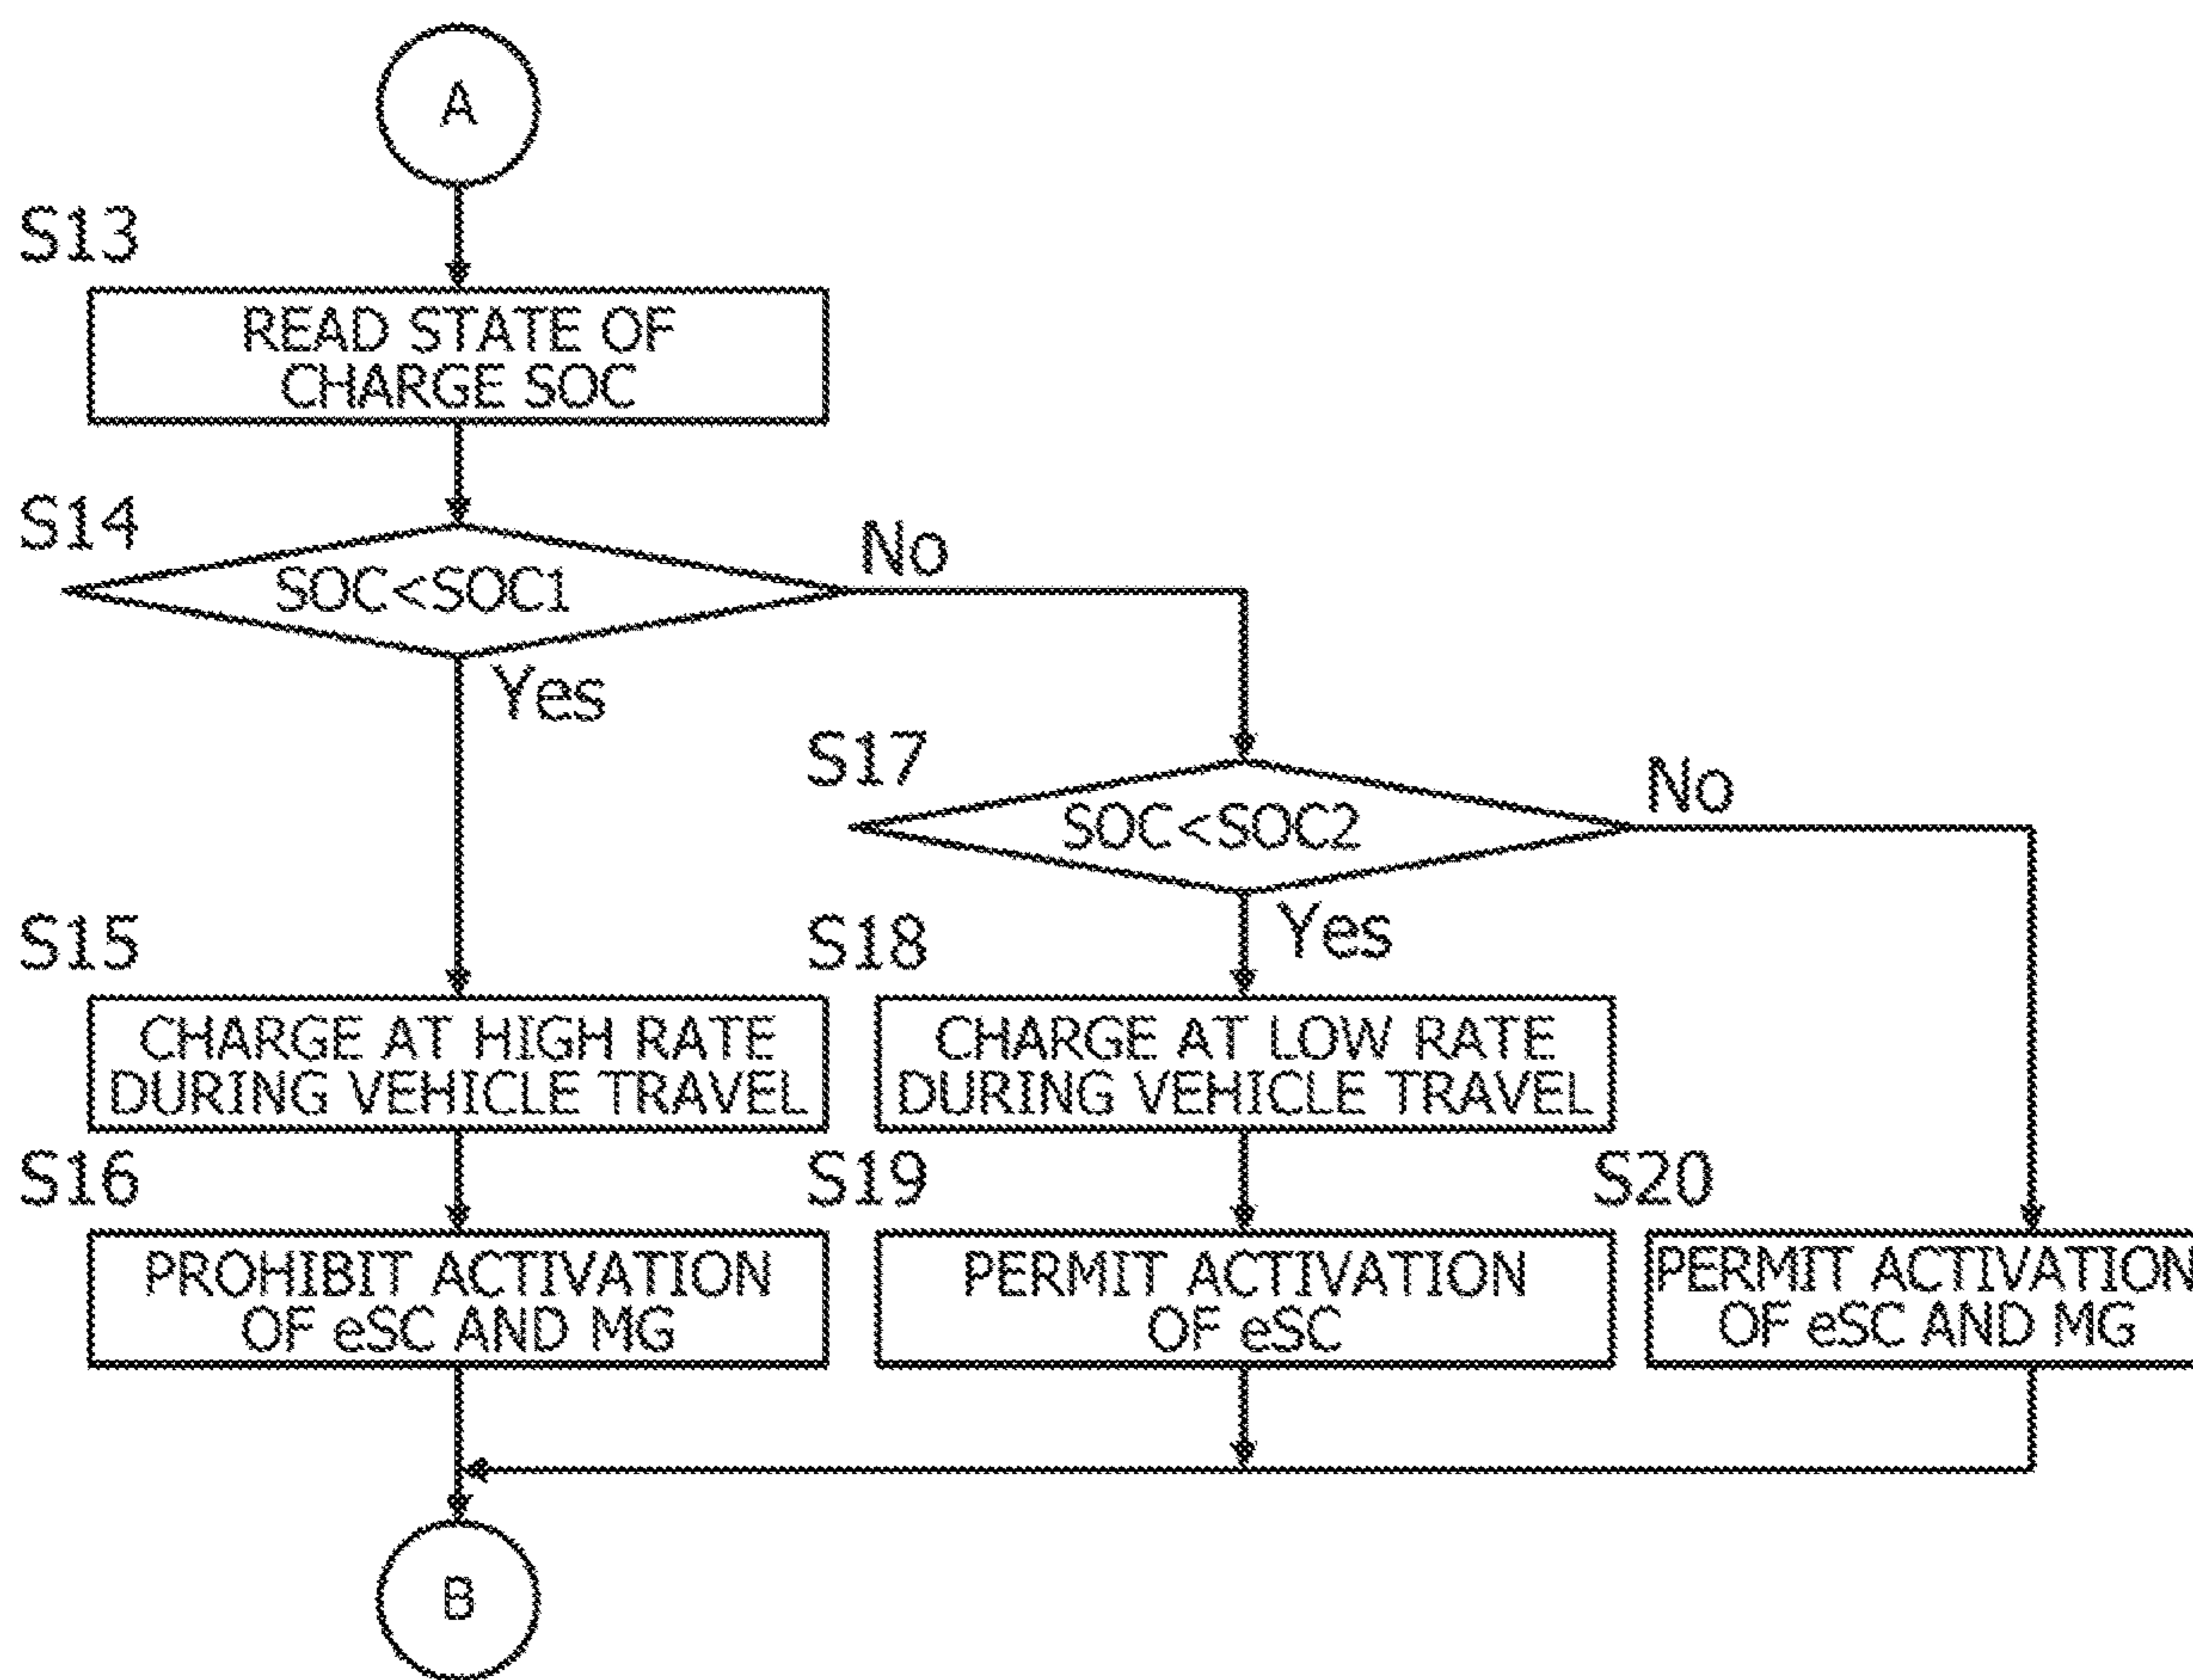 A
S13
READ STATE OF
CHARGE SOC
S14
SOC<SOC1
No
Yes
S17
SOC<SOC2
No
Yes
S15
CHARGE AT HIGH RATE
DURING VEHICLE TRAVEL
S18
CHARGE AT LOW RATE
DURING VEHICLE TRAVEL
S16
PROHIBIT ACTIVATION
OF eSC AND MG
S19
PERMIT ACTIVATION
OF eSC
S20
PERMIT ACTIVATION
OF eSC AND MG
B